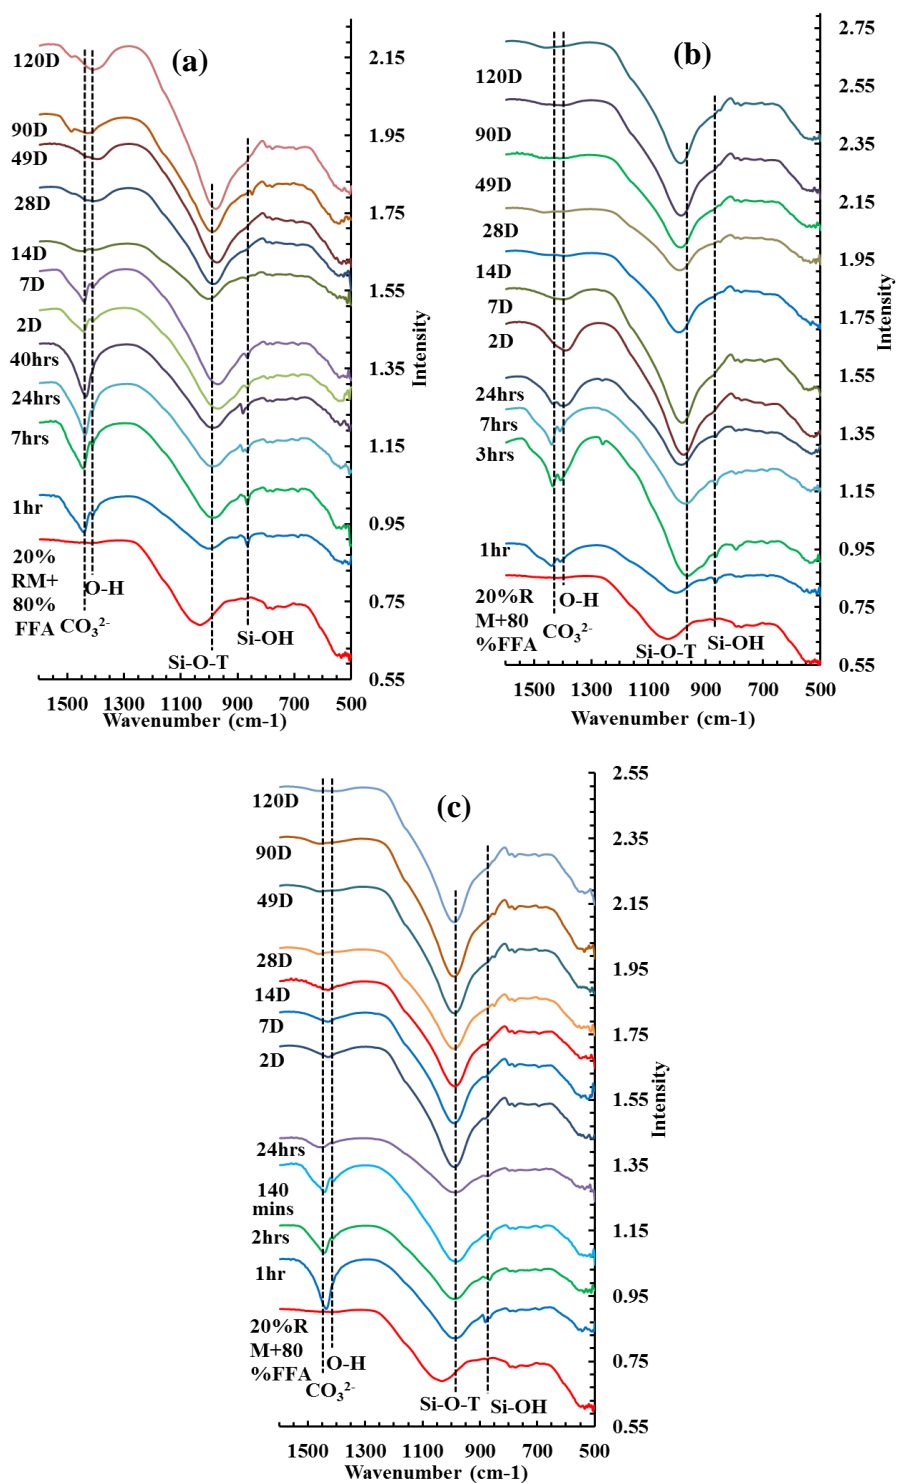 (a)
120D
90D
49D
28D
14D
7D
2D
40hrs
24hrs
7hrs
1hr
20%
RM+
80%
FFA
O-H
CO₃²⁻
Si-O-T
Si-OH
2.15
1.95
1.75
1.55
1.35
1.15
0.95
0.75
0.55
Intensity
1500 1300 1100 900 700 500
Wavenumber (cm-1)
(b)
120D
90D
49D
28D
14D
7D
2D
24hrs
7hrs
3hrs
1hr
20%R
M+80
%FFA
O-H
CO₃²⁻
Si-O-T
Si-OH
2.75
2.55
2.35
2.15
1.95
1.75
1.55
1.35
1.15
0.95
0.75
0.55
Intensity
1500 1300 1100 900 700 500
Wavenumber (cm-1)
(c)
120D
90D
49D
28D
14D
7D
2D
24hrs
140
mins
2hrs
1hr
20%R
M+80
%FFA
O-H
CO₃²⁻
Si-O-T
Si-OH
2.55
2.35
2.15
1.95
1.75
1.55
1.35
1.15
0.95
0.75
0.55
Intensity
1500 1300 1100 900 700 500
Wavenumber (cm-1)